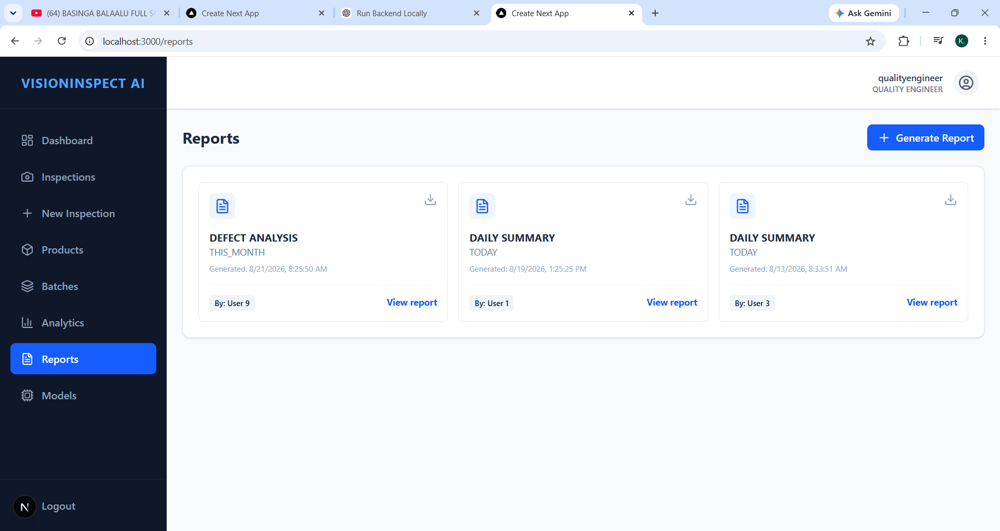 (64) BASINGA BALAALU FULL S
Create Next App
Run Backend Locally
Create Next App
Ask Gemini
localhost:3000/reports
K.
VISIONINSPECT AI
qualityengineer
QUALITY ENGINEER
Dashboard
Inspections
New Inspection
Products
Batches
Analytics
Reports
Models
N
Logout
Reports
Generate Report
DEFECT ANALYSIS
THIS_MONTH
Generated: 8/21/2026, 8:25:50 AM
By: User 9
View report
DAILY SUMMARY
TODAY
Generated: 8/19/2026, 1:25:25 PM
By: User 1
View report
DAILY SUMMARY
TODAY
Generated: 8/13/2026, 8:33:51 AM
By: User 3
View report